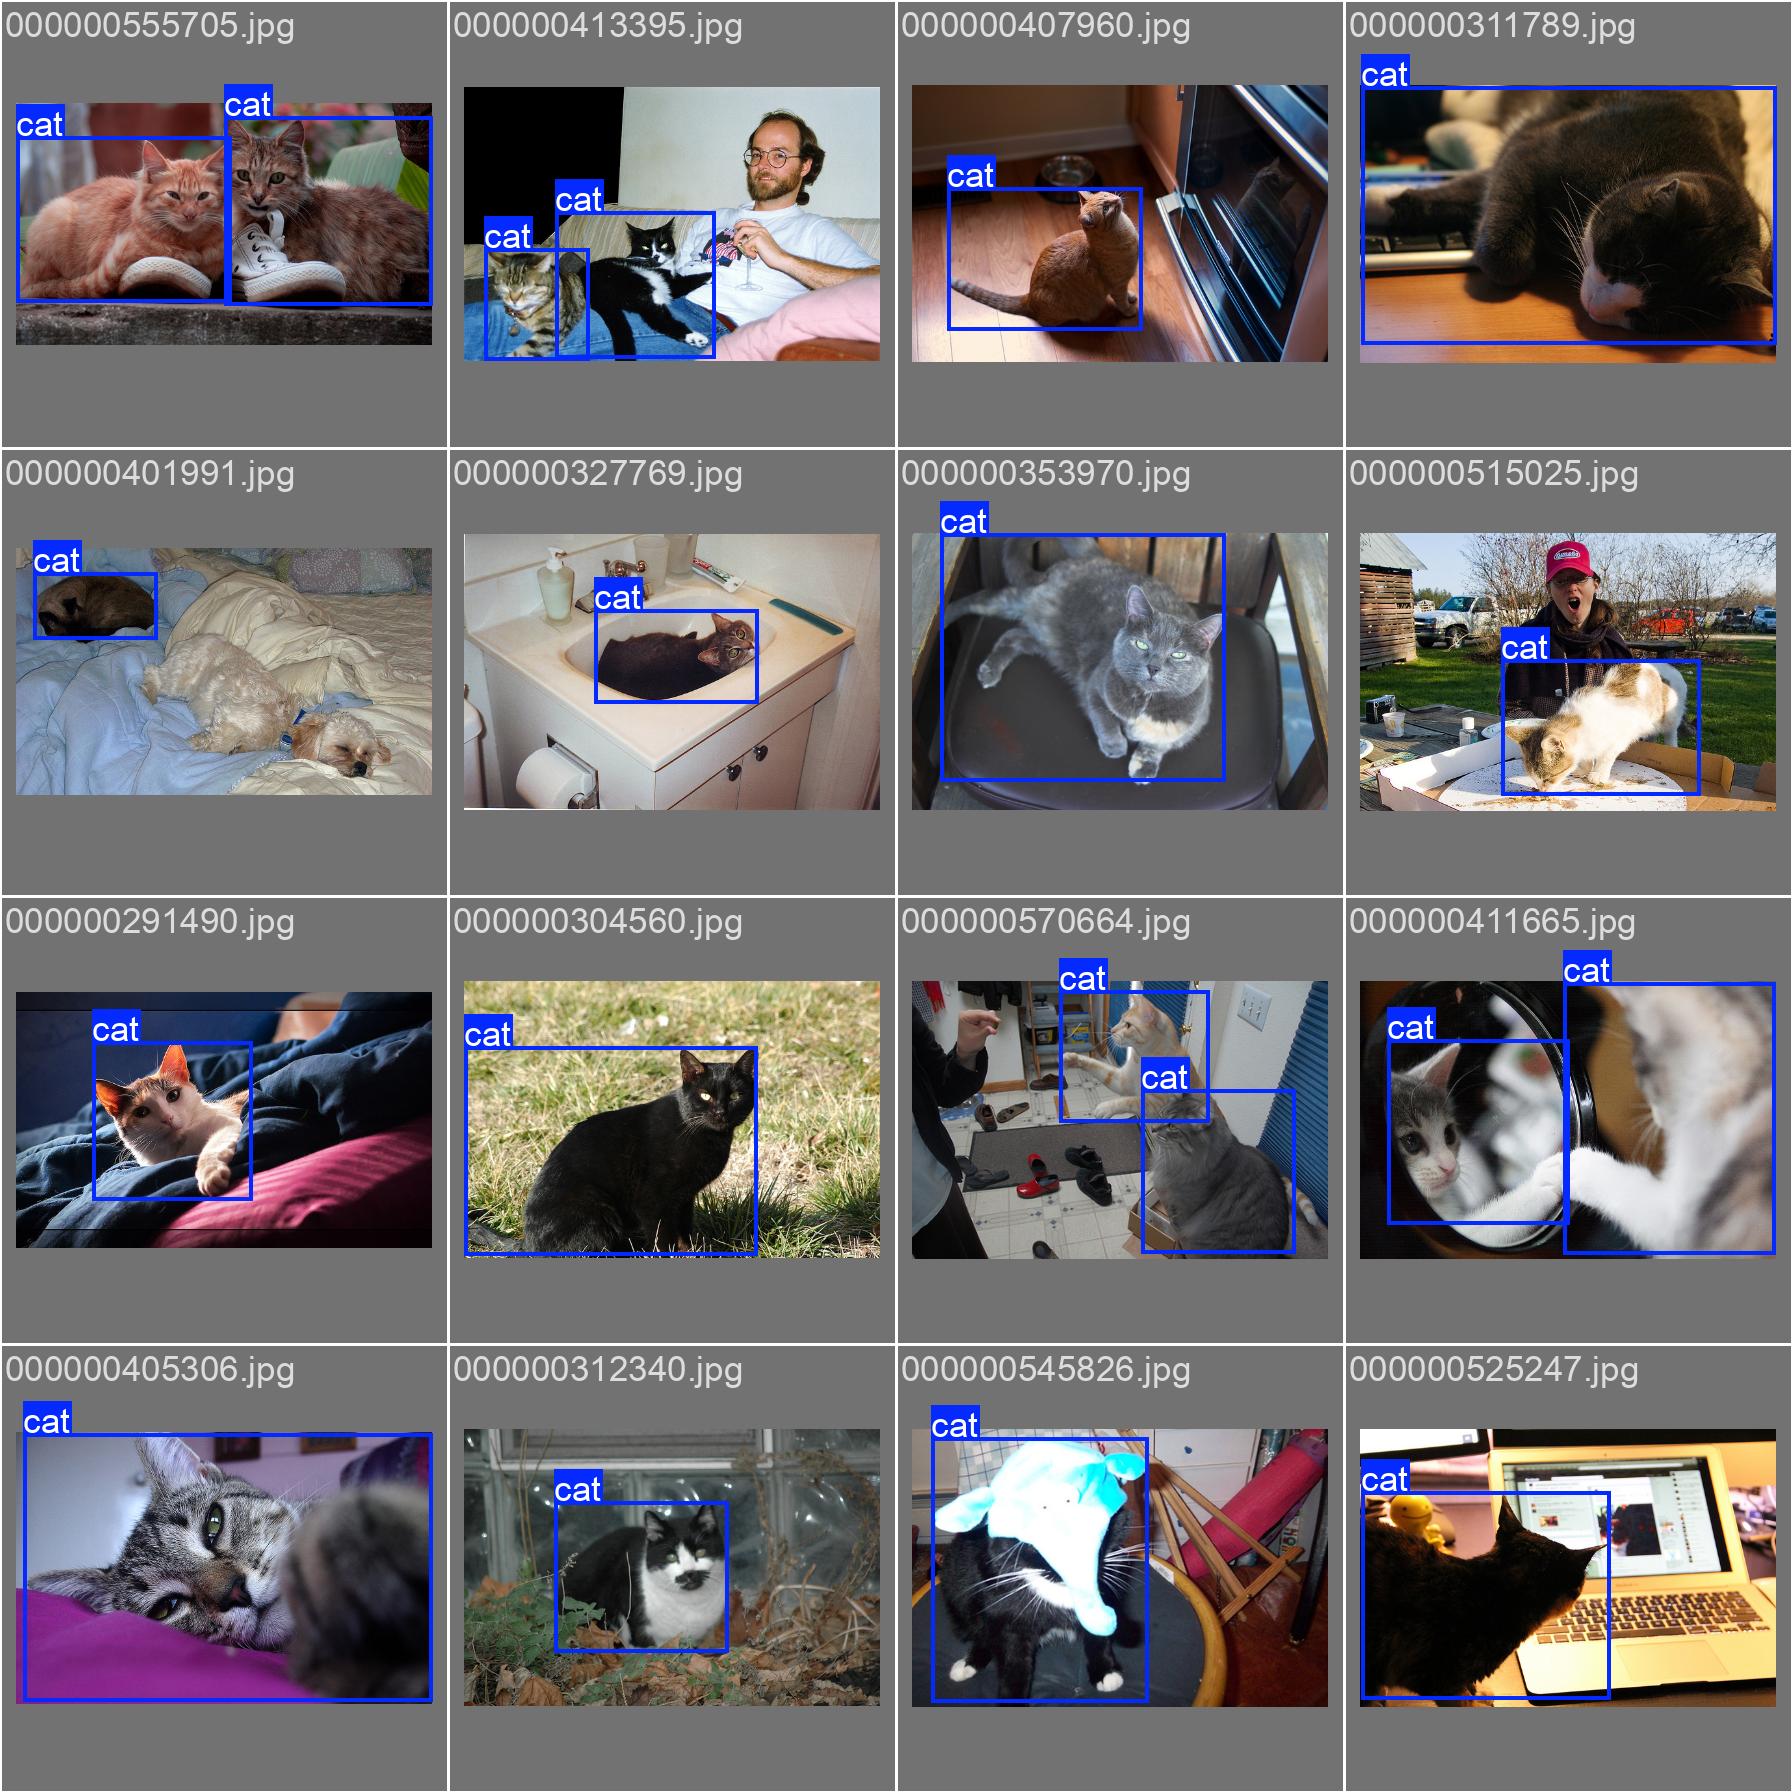 000000555705.jpg
000000413395.jpg
000000407960.jpg
000000311789.jpg
cat
cat
cat
cat
cat
cat
000000401991.jpg
000000327769.jpg
000000353970.jpg
000000515025.jpg
cat
cat
cat
cat
000000291490.jpg
000000304560.jpg
000000570664.jpg
000000411665.jpg
cat
cat
cat
cat
cat
cat
000000405306.jpg
000000312340.jpg
000000545826.jpg
000000525247.jpg
cat
cat
cat
cat